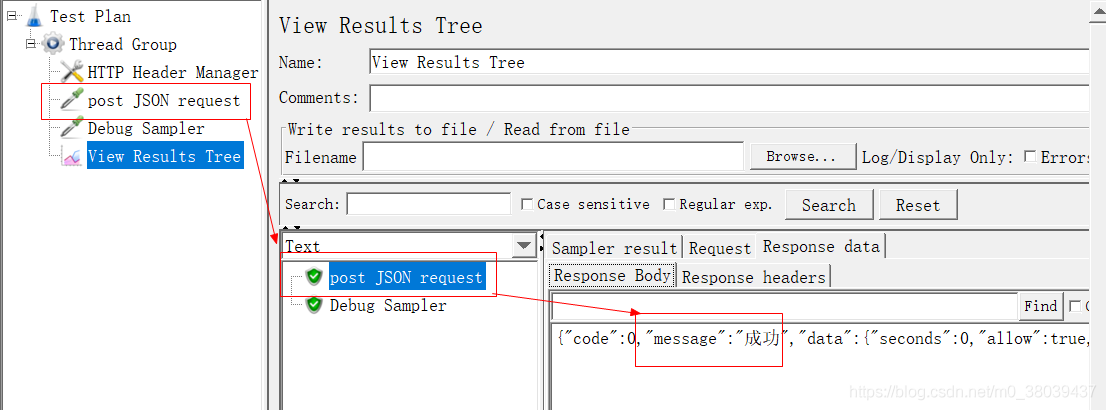 Test Plan
Thread Group
HTTP Header Manager
post JSON request
Debug Sampler
View Results Tree
View Results Tree
Name: View Results Tree
Comments:
Write results to file / Read from file
Filename Browse... Log/Display Only: Errors
Search: Case sensitive Regular exp. Search Reset
Text
post JSON request
Debug Sampler
Sampler result Request Response data
Response Body Response headers
Find
{"code":0,"message":"成功","data":{"seconds":0,"allow":true,
https://blog.csdn.net/m0_38039437